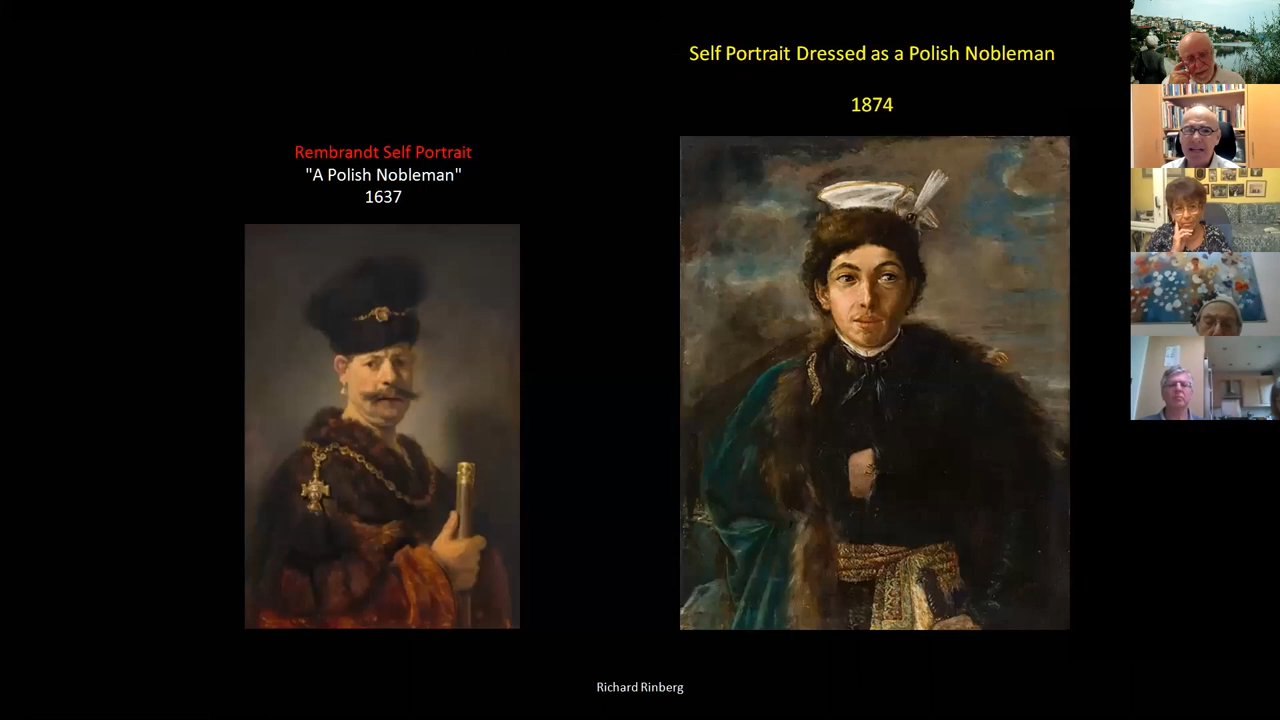 Self Portrait Dressed as a Polish Nobleman
1874
Rembrandt Self Portrait
"A Polish Nobleman"
1637
Richard Rinberg